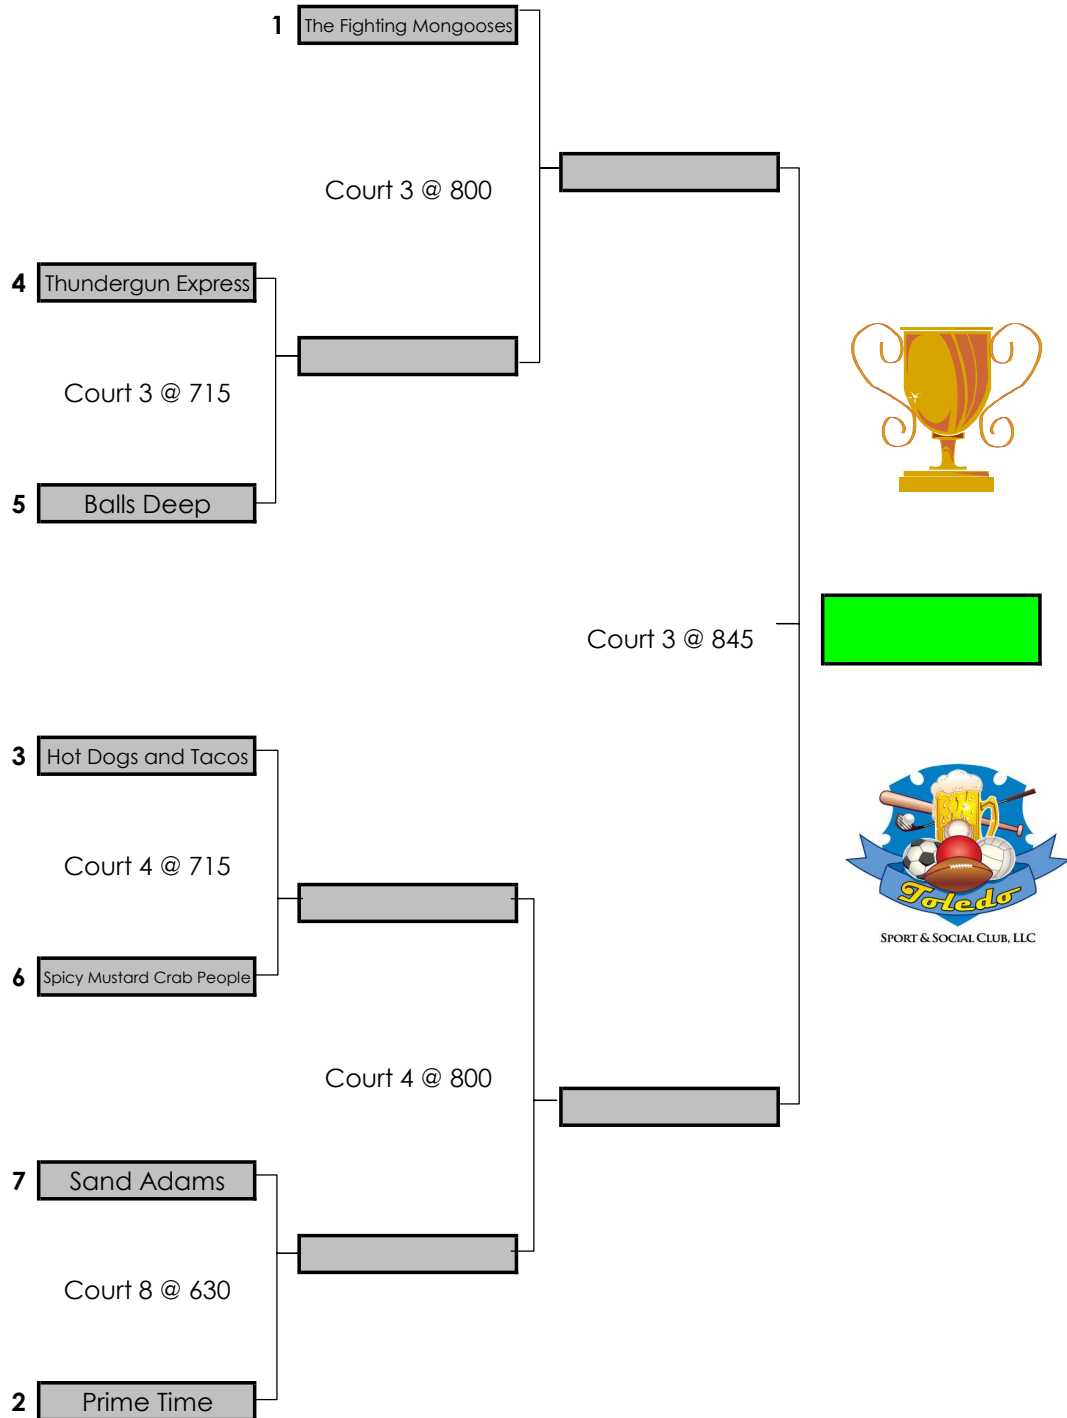 1 The Fighting Mongooses
Court 3 @ 800
4 Thundergun Express
Court 3 @ 715
5 Balls Deep
Court 3 @ 845
3 Hot Dogs and Tacos
Court 4 @ 715
6 Spicy Mustard Crab People
Toledo
SPORT & SOCIAL CLUB, LLC
Court 4 @ 800
7 Sand Adams
Court 8 @ 630
2 Prime Time